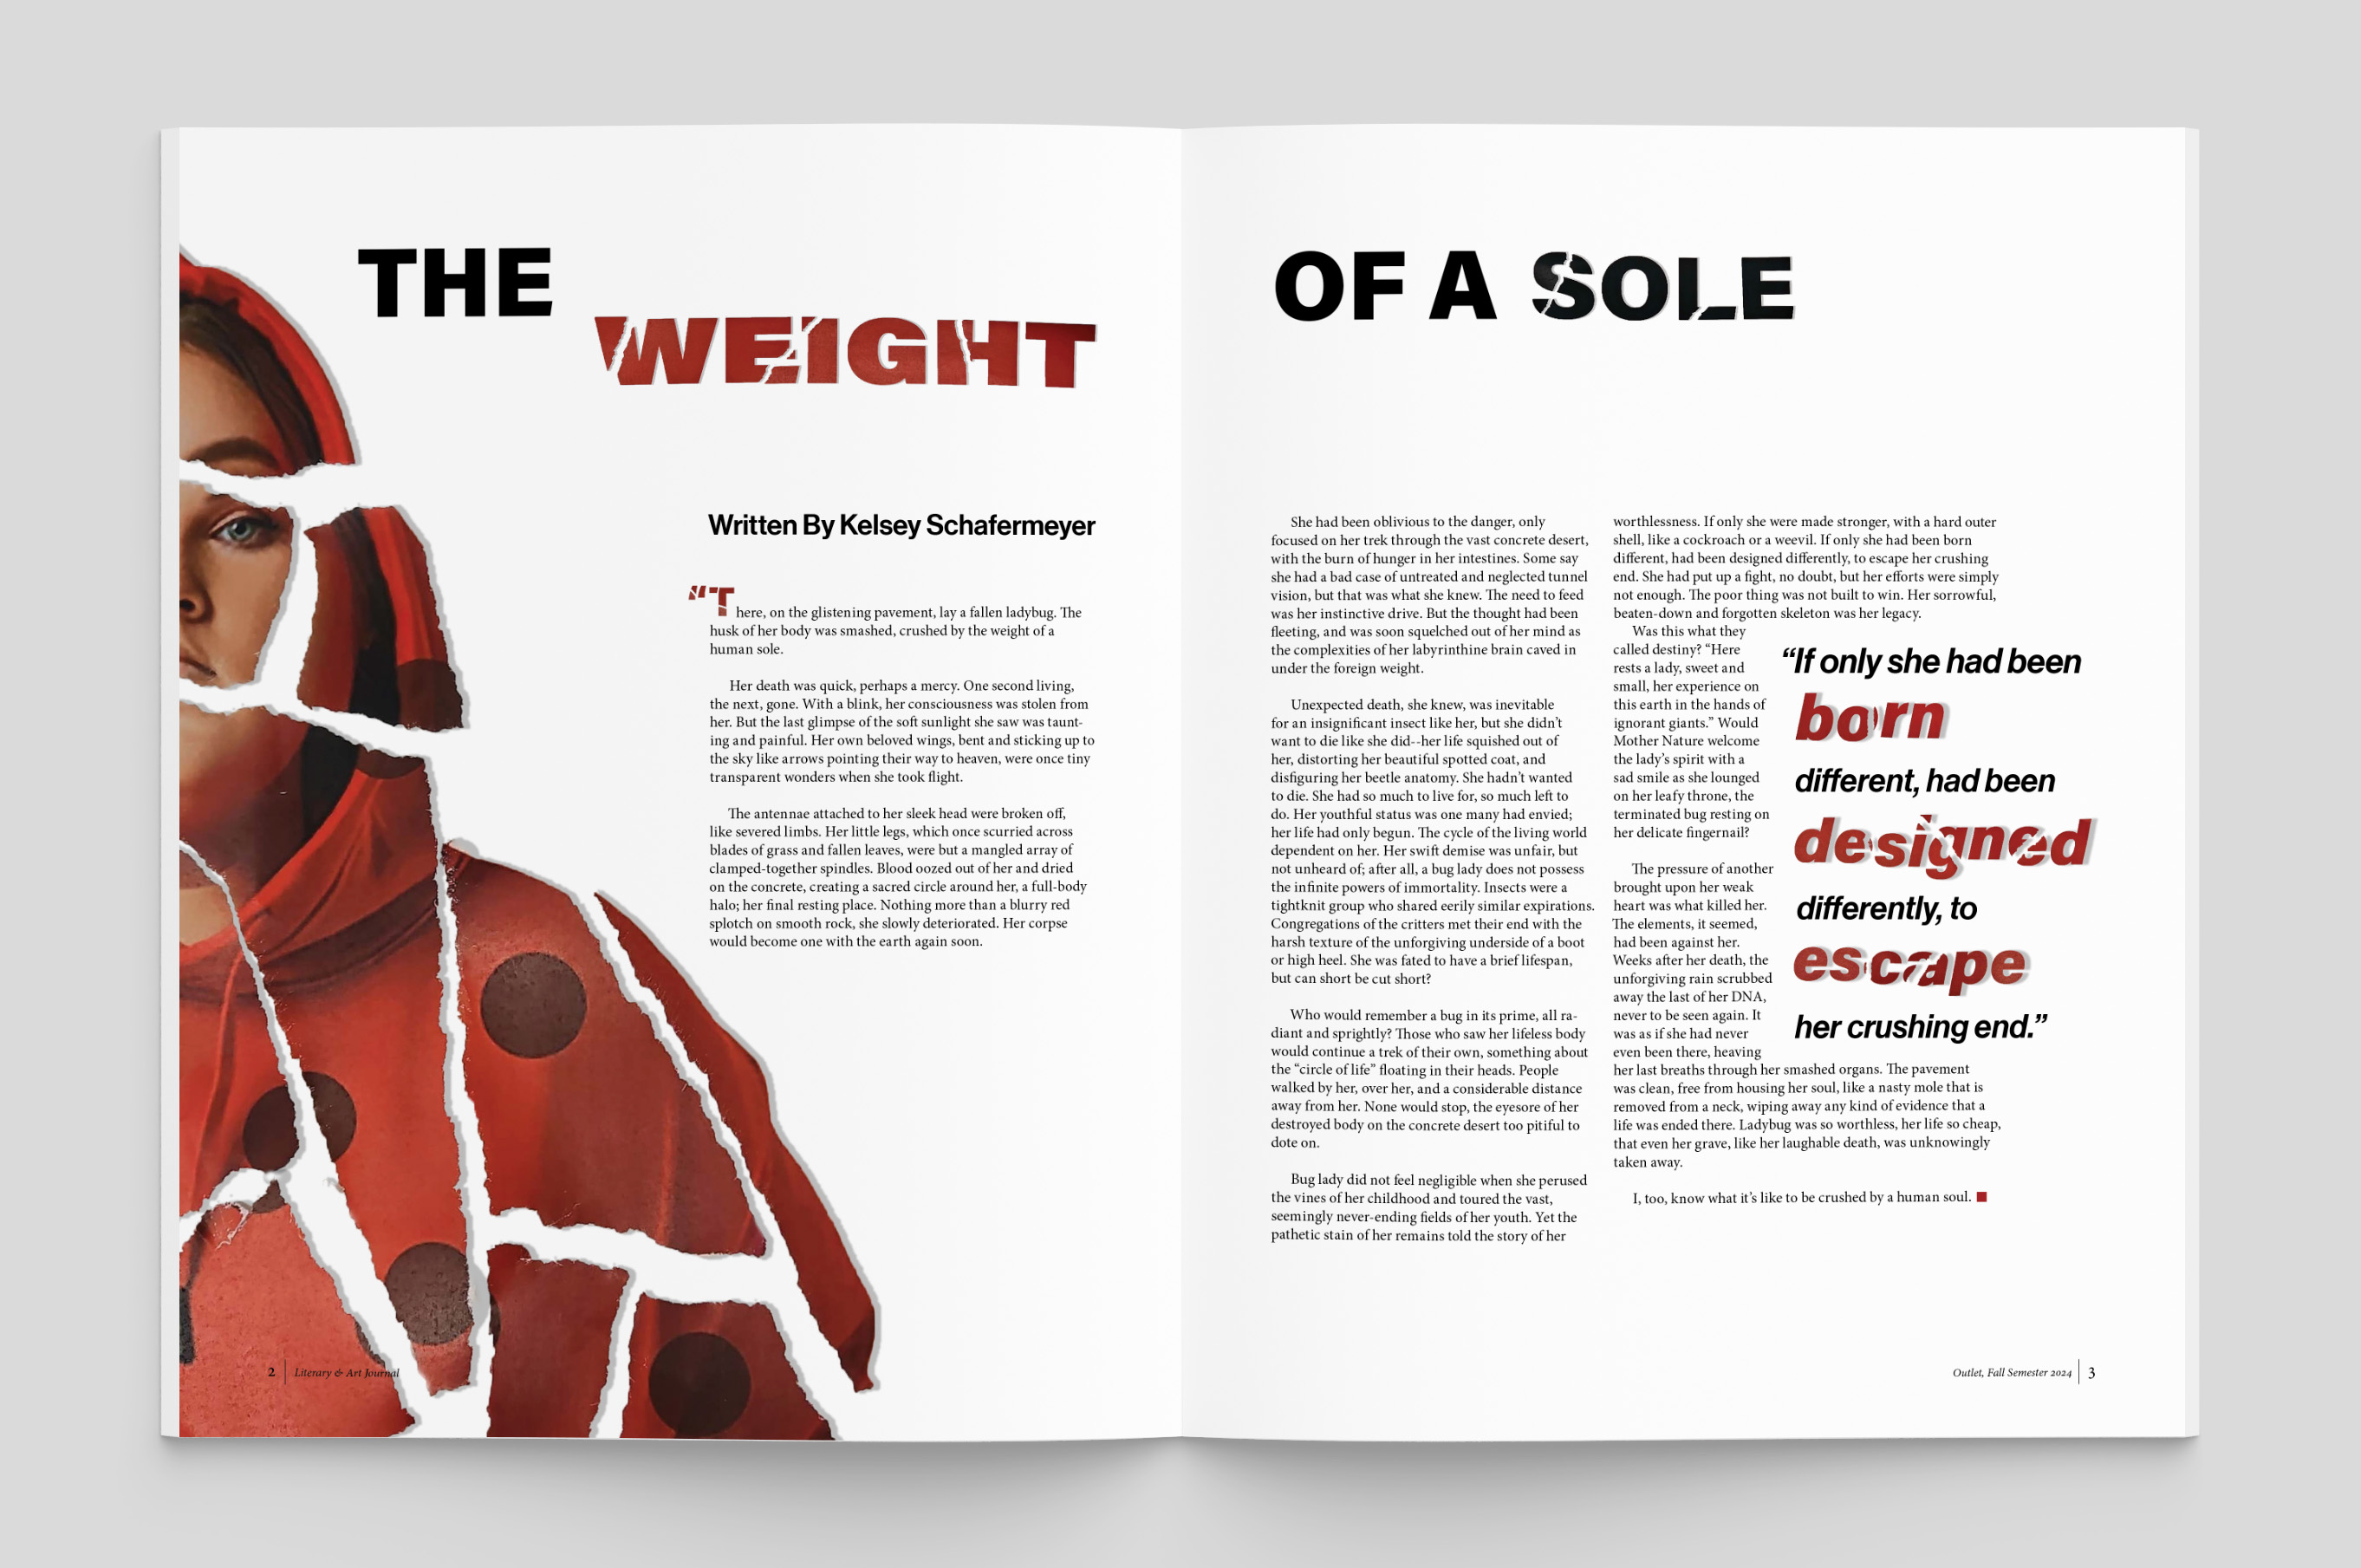 THE
WEIGHT
OF A SOLE
Written By Kelsey Schafermeyer
“There, on the glistening pavement, lay a fallen ladybug. The
husk of her body was smashed, crushed by the weight of a
human sole.
Her death was quick, perhaps a mercy. One second living,
the next, gone. With a blink, her consciousness was stolen from
her. But the last glimpse of the soft sunlight she saw was taunt-
ing and painful. Her own beloved wings, bent and sticking up to
the sky like arrows pointing their way to heaven, were once tiny
transparent wonders when she took flight.
The antennae attached to her sleek head were broken off,
like severed limbs. Her little legs, which once scurried across
blades of grass and fallen leaves, were but a mangled array of
clamped-together spindles. Blood oozed out of her and dried
on the concrete, creating a sacred circle around her, a full-body
halo; her final resting place. Nothing more than a blurry red
splotch on smooth rock, she slowly deteriorated. Her corpse
would become one with the earth again soon.
2 | Literary & Art Journal
She had been oblivious to the danger, only
focused on her trek through the vast concrete desert,
with the burn of hunger in her intestines. Some say
she had a bad case of untreated and neglected tunnel
vision, but that was what she knew. The need to feed
was her instinctive drive. But the thought had been
fleeting, and was soon squelched out of her mind as
the complexities of her labyrinthine brain caved in
under the foreign weight.
Unexpected death, she knew, was inevitable
for an insignificant insect like her, but she didn’t
want to die like she did--her life squished out of
her, distorting her beautiful spotted coat, and
disfiguring her beetle anatomy. She hadn’t wanted
to die. She had so much to live for, so much left to
do. Her youthful status was one many had envied;
her life had only begun. The cycle of the living world
dependent on her. Her swift demise was unfair, but
not unheard of; after all, a bug lady does not possess
the infinite powers of immortality. Insects were a
tightknit group who shared eerily similar expirations.
Congregations of the critters met their end with the
harsh texture of the unforgiving underside of a boot
or high heel. She was fated to have a brief lifespan,
but can short be cut short?
Who would remember a bug in its prime, all ra-
diant and sprightly? Those who saw her lifeless body
would continue a trek of their own, something about
the “circle of life” floating in their heads. People
walked by her, over her, and a considerable distance
away from her. None would stop, the eyesore of her
destroyed body on the concrete desert too pitiful to
dote on.
Bug lady did not feel negligible when she perused
the vines of her childhood and toured the vast,
seemingly never-ending fields of her youth. Yet the
pathetic stain of her remains told the story of her
worthlessness. If only she were made stronger, with a hard outer
shell, like a cockroach or a weevil. If only she had been born
different, had been designed differently, to escape her crushing
end. She had put up a fight, no doubt, but her efforts were simply
not enough. The poor thing was not built to win. Her sorrowful,
beaten-down and forgotten skeleton was her legacy.
Was this what they
called destiny? “Here
rests a lady, sweet and
small, her experience on
this earth in the hands of
ignorant giants.” Would
Mother Nature welcome
the lady’s spirit with a
sad smile as she lounged
on her leafy throne, the
terminated bug resting on
her delicate fingernail?
The pressure of another
brought upon her weak
heart was what killed her.
The elements, it seemed,
had been against her.
Weeks after her death, the
unforgiving rain scrubbed
away the last of her DNA,
never to be seen again. It
was as if she had never
even been there, heaving
her last breaths through her smashed organs. The pavement
was clean, free from housing her soul, like a nasty mole that is
removed from a neck, wiping away any kind of evidence that a
life was ended there. Ladybug was so worthless, her life so cheap,
that even her grave, like her laughable death, was unknowingly
taken away.
I, too, know what it’s like to be crushed by a human soul.
“If only she had been
born
different, had been
designed
differently, to
escape
her crushing end.”
Outlet, Fall Semester 2024 | 3